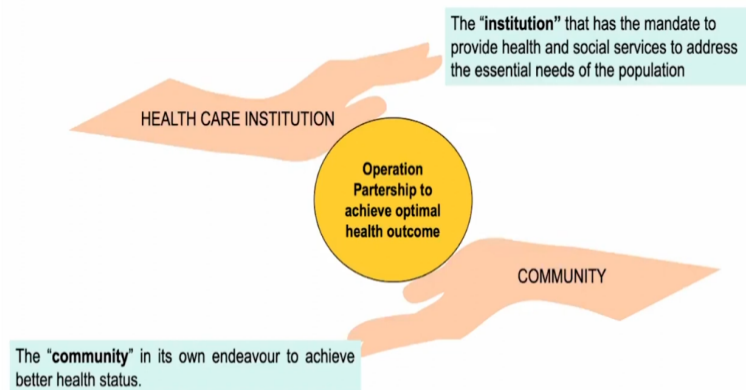 The “institution” that has the mandate to
provide health and social services to address
the essential needs of the population
HEALTH CARE INSTITUTION
Operation
Partership to
achieve optimal
health outcome
COMMUNITY
The “community” in its own endeavour to achieve
better health status.